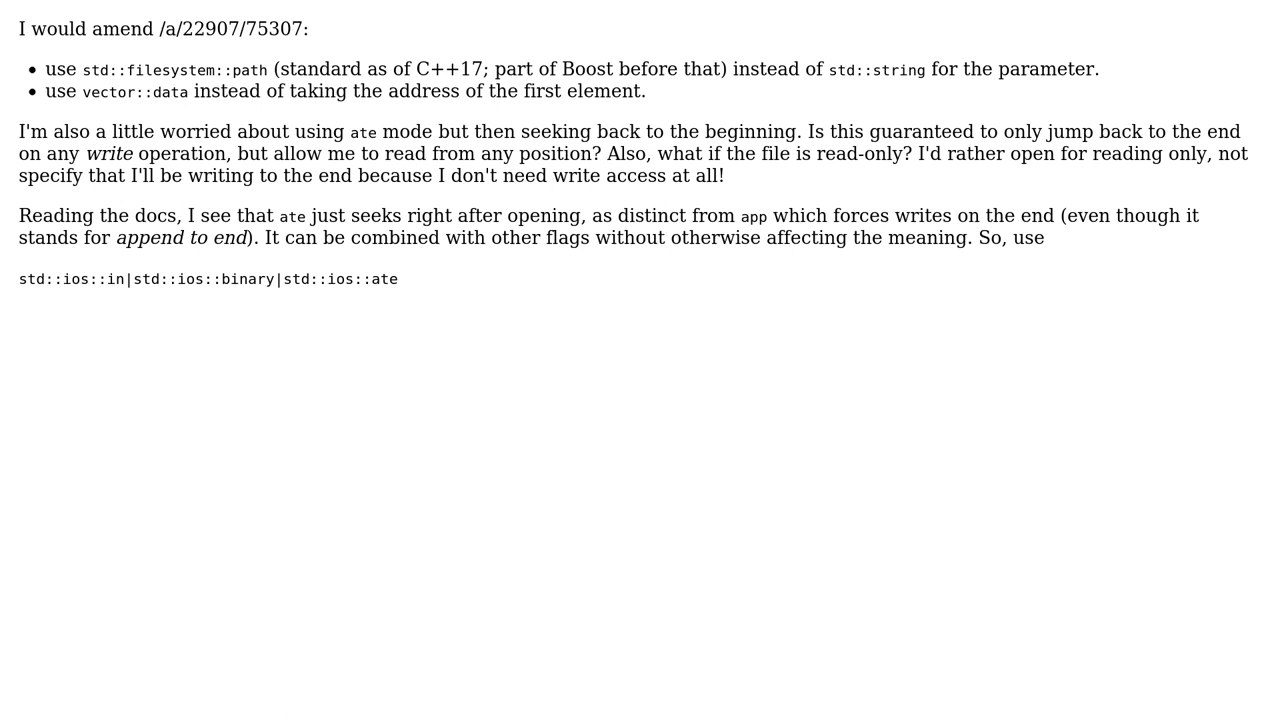 I would amend /a/22907/75307:
• use std::filesystem::path (standard as of C++17; part of Boost before that) instead of std::string for the parameter.
• use vector::data instead of taking the address of the first element.
I'm also a little worried about using ate mode but then seeking back to the beginning. Is this guaranteed to only jump back to the end
on any write operation, but allow me to read from any position? Also, what if the file is read-only? I'd rather open for reading only, not
specify that I'll be writing to the end because I don't need write access at all!
Reading the docs, I see that ate just seeks right after opening, as distinct from app which forces writes on the end (even though it
stands for append to end). It can be combined with other flags without otherwise affecting the meaning. So, use
std::ios::in|std::ios::binary|std::ios::ate